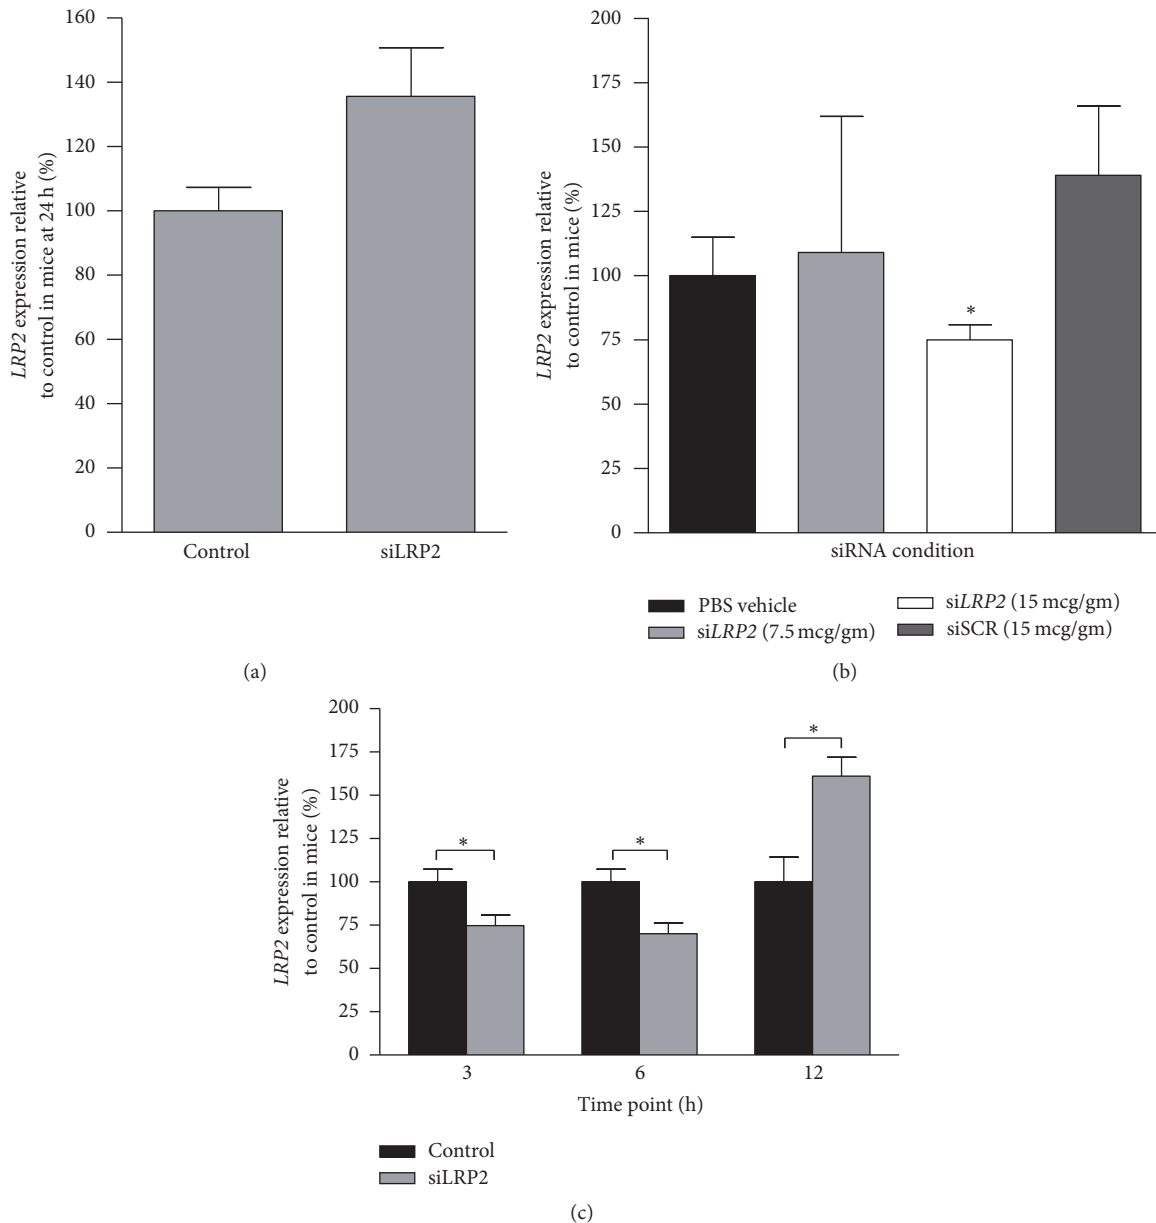 LRP2 expression relative
to control in mice at 24 h (%)
160
140
120
100
80
60
40
20
0
Control siLRP2
(a)
LRP2 expression relative
to control in mice (%)
200
175
150
125
100
75
50
25
0
*
siRNA condition
PBS vehicle
siLRP2 (7.5 mcg/gm)
siLRP2 (15 mcg/gm)
siSCR (15 mcg/gm)
(b)
LRP2 expression relative
to control in mice (%)
200
175
150
125
100
75
50
25
0
* * *
3 6 12
Time point (h)
Control
siLRP2
(c)